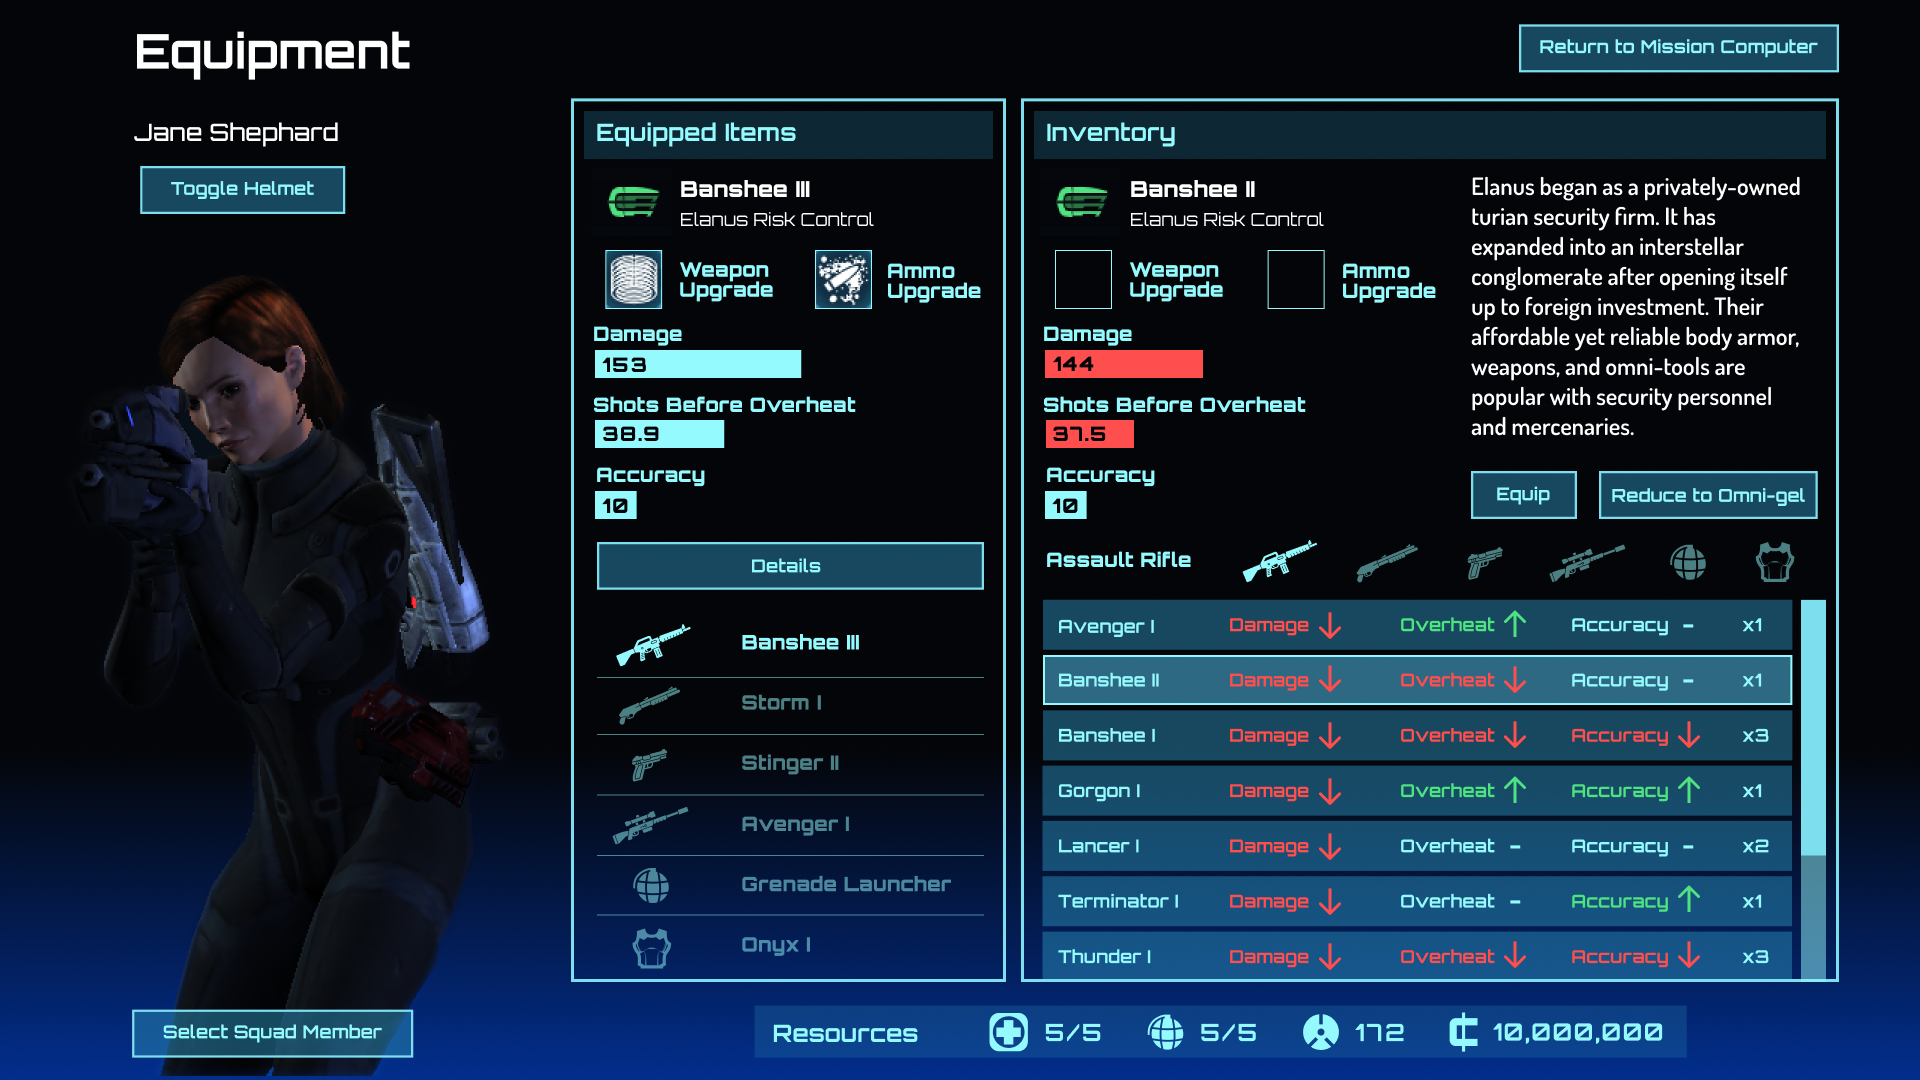 Equipment
Return to Mission Computer
Jane Shephard
Toggle Helmet
Select Squad Member
Equipped Items
Banshee III
Elanus Risk Control
Weapon
Upgrade
Ammo
Upgrade
Damage
153
Shots Before Overheat
38.9
Accuracy
10
Details
Banshee III
Storm I
Stinger II
Avenger I
Grenade Launcher
Onyx I
Inventory
Banshee II
Elanus Risk Control
Weapon
Upgrade
Ammo
Upgrade
Damage
144
Shots Before Overheat
37.5
Accuracy
10
Elanus began as a privately-owned
turian security firm. It has
expanded into an interstellar
conglomerate after opening itself
up to foreign investment. Their
affordable yet reliable body armor,
weapons, and omni-tools are
popular with security personnel
and mercenaries.
Equip
Reduce to Omni-gel
Assault Rifle
Avenger I Damage ↓ Overheat ↑ Accuracy - x1
Banshee II Damage ↓ Overheat ↓ Accuracy - x1
Banshee I Damage ↓ Overheat ↓ Accuracy ↓ x3
Gorgon I Damage ↓ Overheat ↑ Accuracy ↑ x1
Lancer I Damage ↓ Overheat - Accuracy - x2
Terminator I Damage ↓ Overheat - Accuracy ↑ x1
Thunder I Damage ↓ Overheat ↓ Accuracy ↓ x3
Resources 5/5 5/5 172 10,000,000